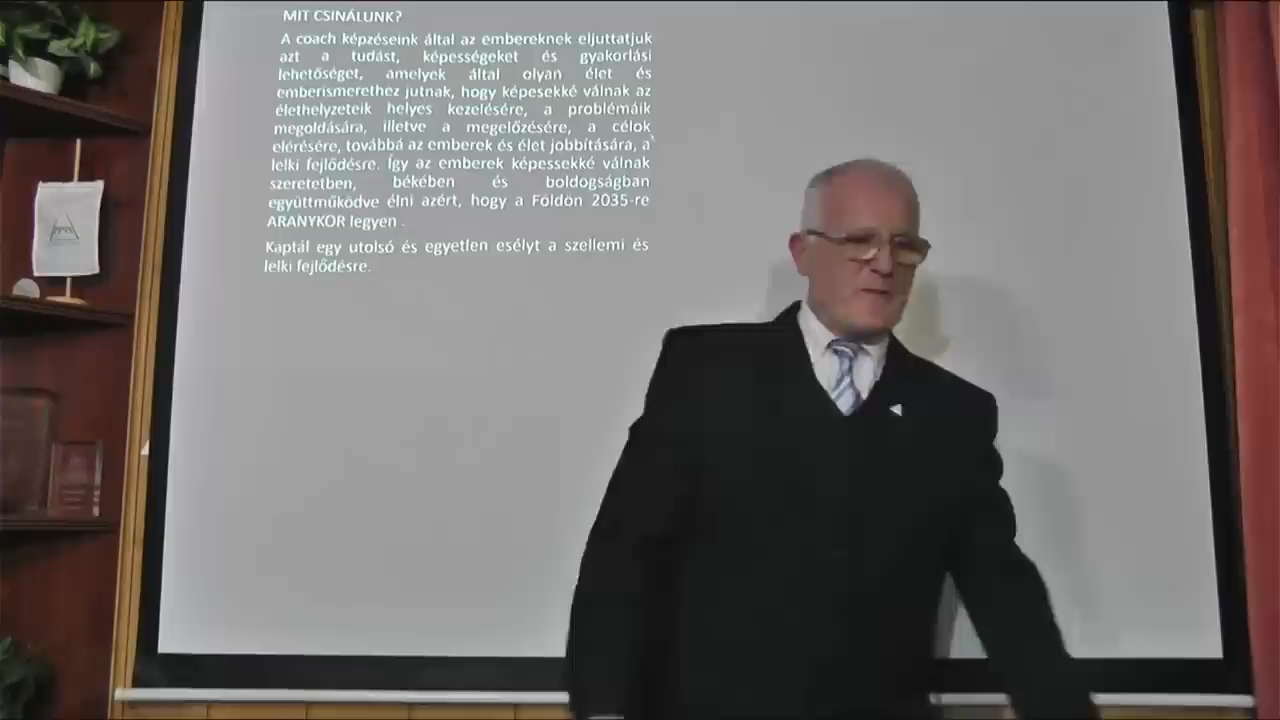 MIT CSINÁLUNK?
A coach képzéseink által az embereknek eljuttatjuk
azt a tudást, képességeket és gyakorlási
lehetőséget, amelyek által olyan élet és
emberismerethez jutnak, hogy képesekké válnak az
élethelyzeteik helyes kezelésére, a problémáik
megoldására, illetve a megelőzésére, a célok
elérésére, továbbá az emberek és élet jobbítására, a
lelki fejlődésre. Így az emberek képessekké válnak
szeretetben, békében és boldogságban
együttműködve élni azért, hogy a Földön 2035-re
ARANYKOR legyen .
Kaptál egy utolsó és egyetlen esélyt a szellemi és
lelki fejlődésre.